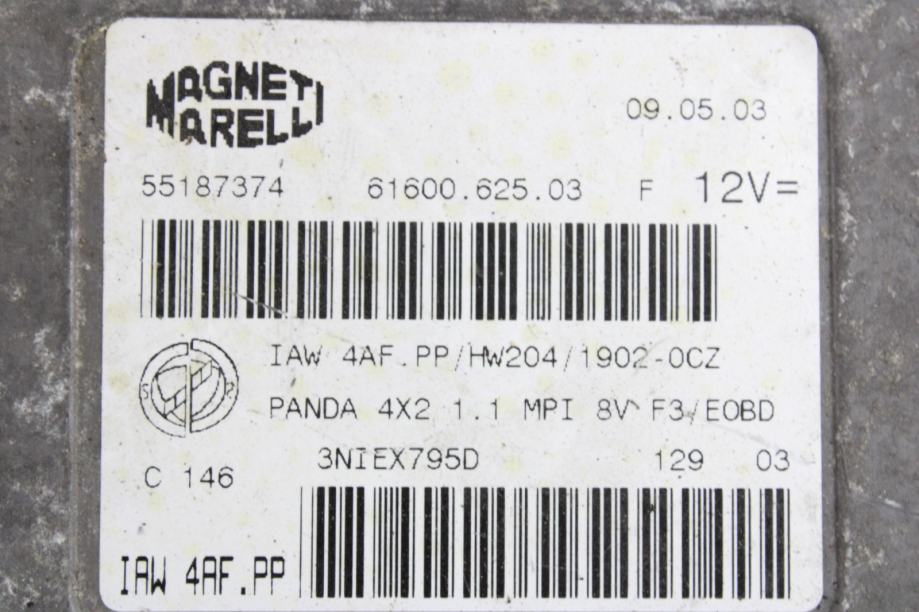 MAGNETI
MARELLI
09.05.03
55187374 61600.625.03 F 12V=
IAW 4AF.PP/HW204/1902-0CZ
S R
PANDA 4X2 1.1 MPI 8V F3/EOBD
3NIEX795D 129 03
C 146
IAW 4AF.PP